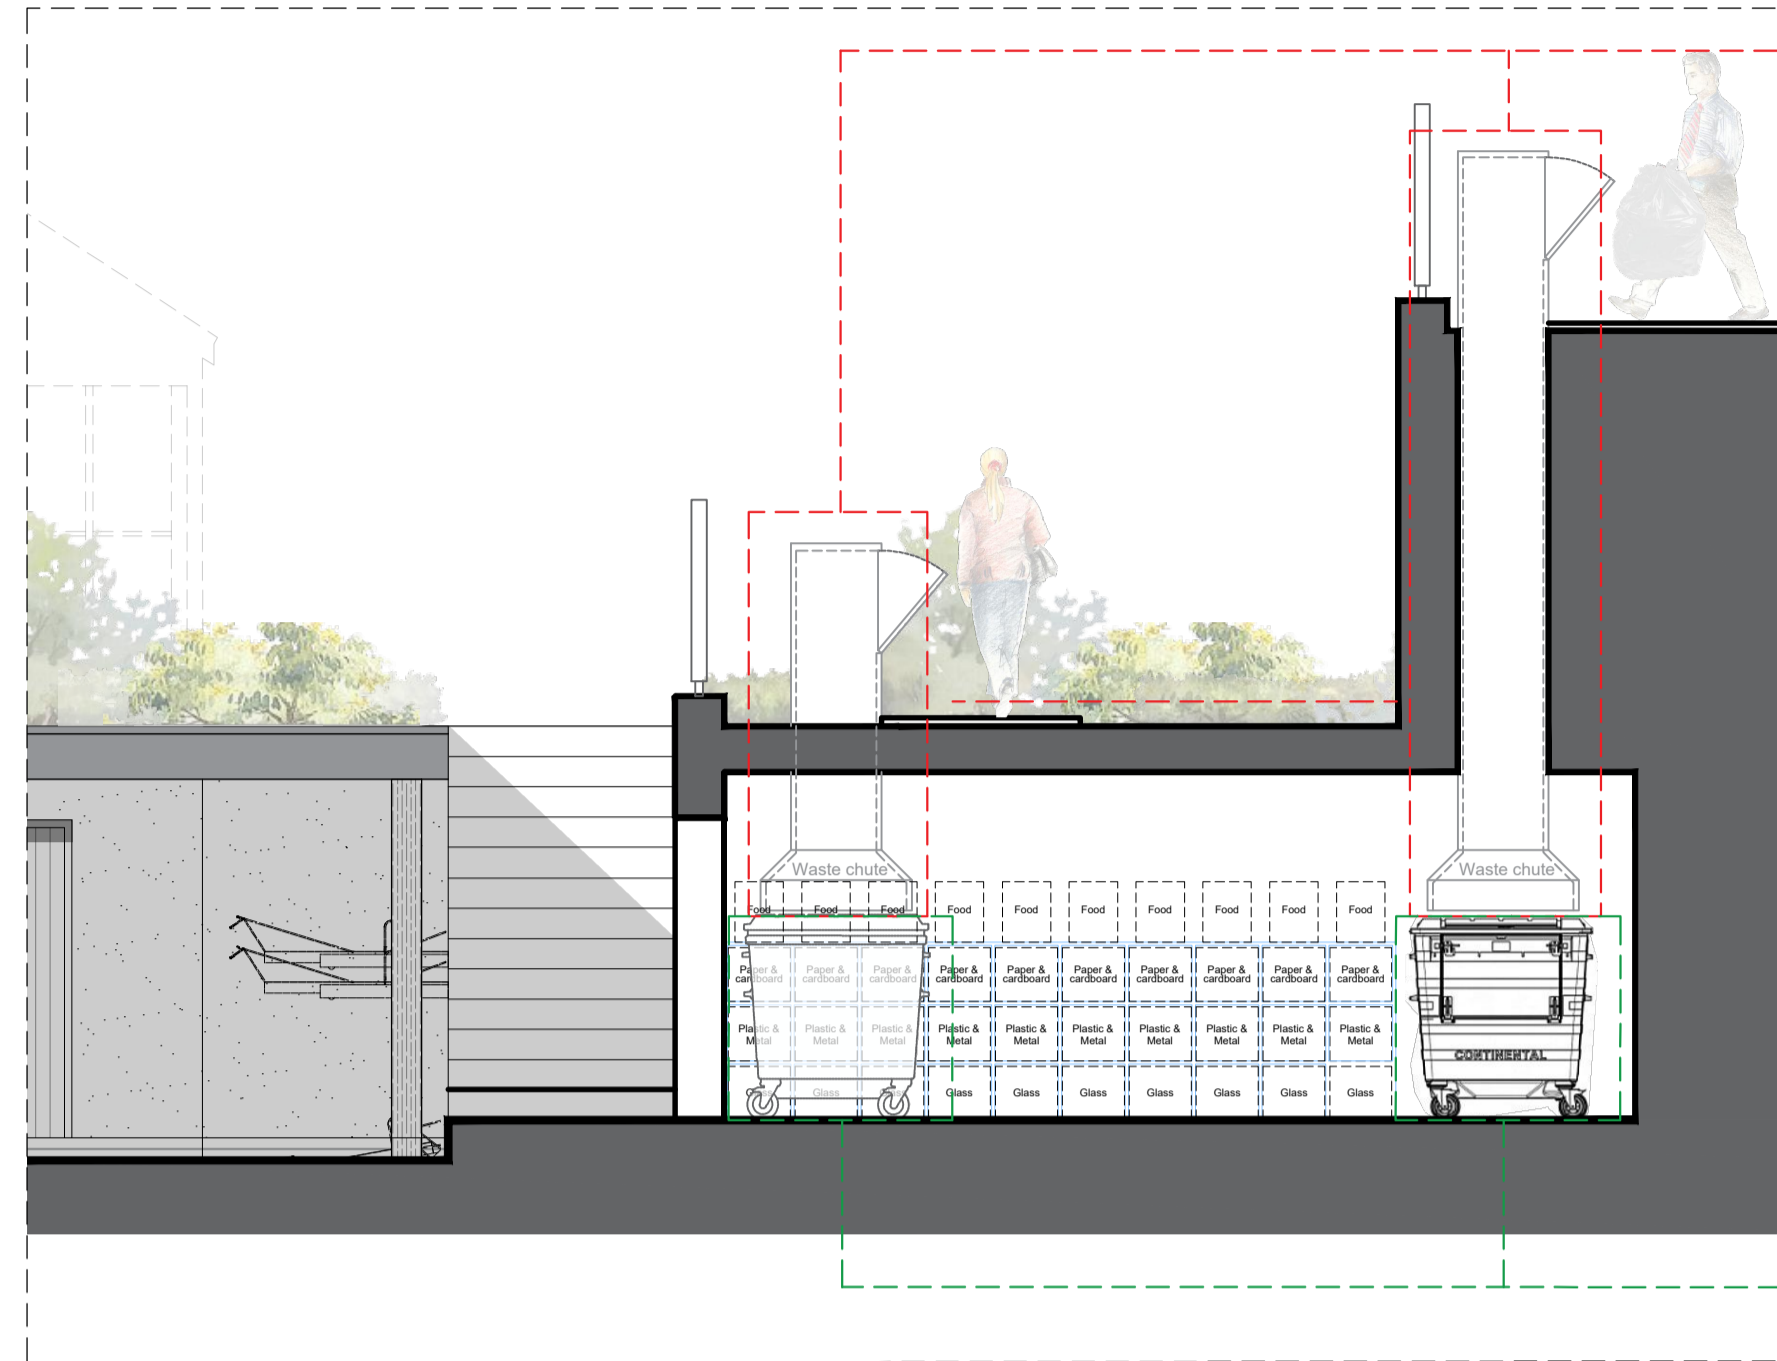 Waste chute Waste chute
Food Food Food Food Food Food Food Food Food Food
Paper & Paper & Paper & Paper & Paper & Paper & Paper & Paper & Paper & Paper &
cardboard cardboard cardboard cardboard cardboard cardboard cardboard cardboard cardboard cardboard
Plastic & Plastic & Plastic & Plastic & Plastic & Plastic & Plastic & Plastic & Plastic & Plastic &
Metal Metal Metal Metal Metal Metal Metal Metal Metal Metal
CONTINENTAL
Glass Glass Glass Glass Glass Glass Glass Glass Glass Glass